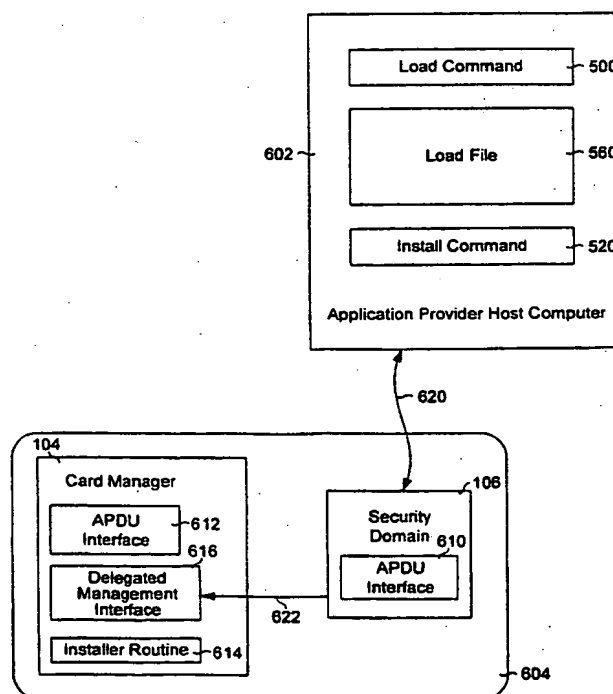 Load Command
500
Load File
560
602
Install Command
520
Application Provider Host Computer
620
104
Card Manager
106
APDU
Interface
612
Security
Domain
616
610
Delegated
Management
Interface
APDU
Interface
622
Installer Routine
614
604